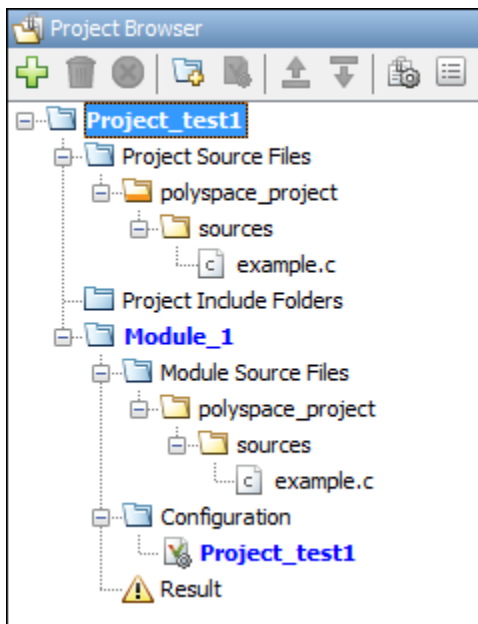 Project Browser
Project_test1
Project Source Files
polyspace_project
sources
c example.c
Project Include Folders
Module_1
Module Source Files
polyspace_project
sources
c example.c
Configuration
Project_test1
Result